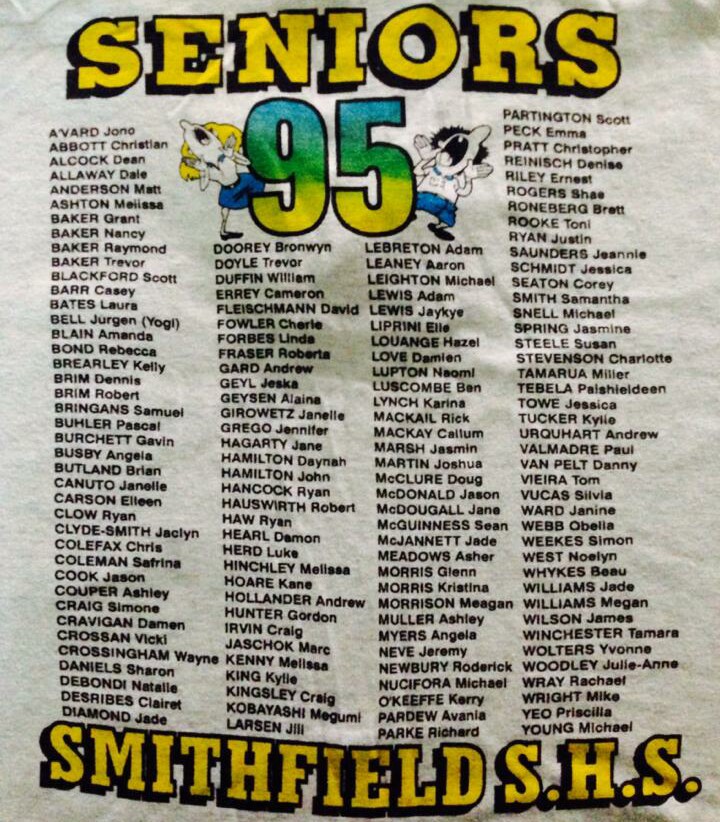 SENIORS
95
AVARD Jono
ABBOTT Christian
ALCOCK Dean
ALLAWAY Dale
ANDERSON Matt
ASHTON Melissa
BAKER Grant
BAKER Nancy
BAKER Raymond
BAKER Trevor
BLACKFORD Scott
BARR Casey
BATES Laura
BELL Jurgen (Yogi)
BLAIN Amanda
BOND Rebecca
BREARLEY Kelly
BRIM Dennis
BRIM Robert
BRINGANS Samuel
BUHLER Pascal
BURCHETT Gavin
BUSBY Angela
BUTLAND Brian
CANUTO Janelle
CARSON Eileen
CLOW Ryan
CLYDE-SMITH Jaclyn
COLEFAX Chris
COLEMAN Satrina
COOK Jason
COUPER Ashley
CRAIG Simone
CRAVIGAN Damen
CROSSAN Vicki
CROSSINGHAM Wayne
DANIELS Sharon
DEBONDI Natalie
DESRIBES Clairet
DIAMOND Jade
DOOREY Bronwyn
DOYLE Trevor
DUFFIN William
ERREY Cameron
FLEISCHMANN David
FOWLER Cherie
FORBES Linda
FRASER Roberta
GARD Andrew
GEYL Jeska
GEYSEN Alaina
GIROWETZ Janelle
GREGO Jennifer
HAGARTY Jane
HAMILTON Daynah
HAMILTON John
HANCOCK Ryan
HAUSWIRTH Robert
HAW Ryan
HEARL Damon
HERD Luke
HINCHLEY Melissa
HOARE Kane
HOLLANDER Andrew
HUNTER Gordon
IRVIN Craig
JASCHOK Marc
KENNY Melissa
KING Kylie
KINGSLEY Craig
KOBAYASHI Megumi
LARSEN Jill
LEBRETON Adam
LEANEY Aaron
LEIGHTON Michael
LEWIS Adam
LEWIS Jaykye
LIPRINI Elle
LOUANGE Hazel
LOVE Damien
LUPTON Naomi
LUSCOMBE Ben
LYNCH Karina
MACKAIL Rick
MACKAY Callum
MARSH Jasmin
MARTIN Joshua
McCLURE Doug
McDONALD Jason
McDOUGALL Jane
McGUINNESS Sean
McJANNETT Jade
MEADOWS Asher
MORRIS Glenn
MORRIS Kristina
MORRISON Meagan
MULLER Ashley
MYERS Angela
NEVE Jeremy
NEWBURY Roderick
NUCIFORA Michael
O'KEEFFE Kerry
PARDEW Avania
PARKE Richard
PARTINGTON Scott
PECK Emma
PRATT Christopher
REINISCH Denise
RILEY Ernest
ROGERS Shae
RONEBERG Brett
ROOKE Toni
RYAN Justin
SAUNDERS Jeannie
SCHMIDT Jessica
SEATON Corey
SMITH Samantha
SNELL Michael
SPRING Jasmine
STEELE Susan
STEVENSON Charlotte
TAMARUA Miller
TEBELA Paishieldeen
TOWE Jessica
TUCKER Kylie
URQUHART Andrew
VALMADRE Paul
VAN PELT Danny
VIEIRA Tom
VUCAS Silvia
WARD Janine
WEBB Obelia
WEEKES Simon
WEST Noelyn
WHYKES Beau
WILLIAMS Jade
WILLIAMS Megan
WILSON James
WINCHESTER Tamara
WOLTERS Yvonne
WOODLEY Julie-Anne
WRAY Rachael
WRIGHT Mike
YEO Priscilla
YOUNG Michael
SMITHFIELD S.H.S.